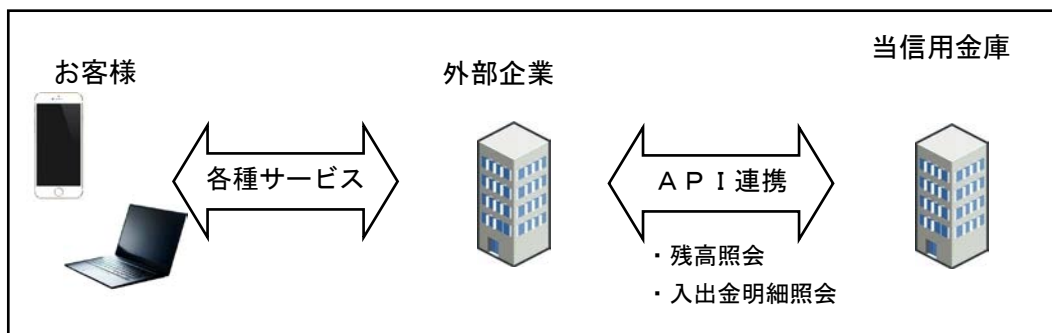 お客様
外部企業
当信用金庫
各種サービス
ＡＰＩ連携
・残高照会
・入出金明細照会